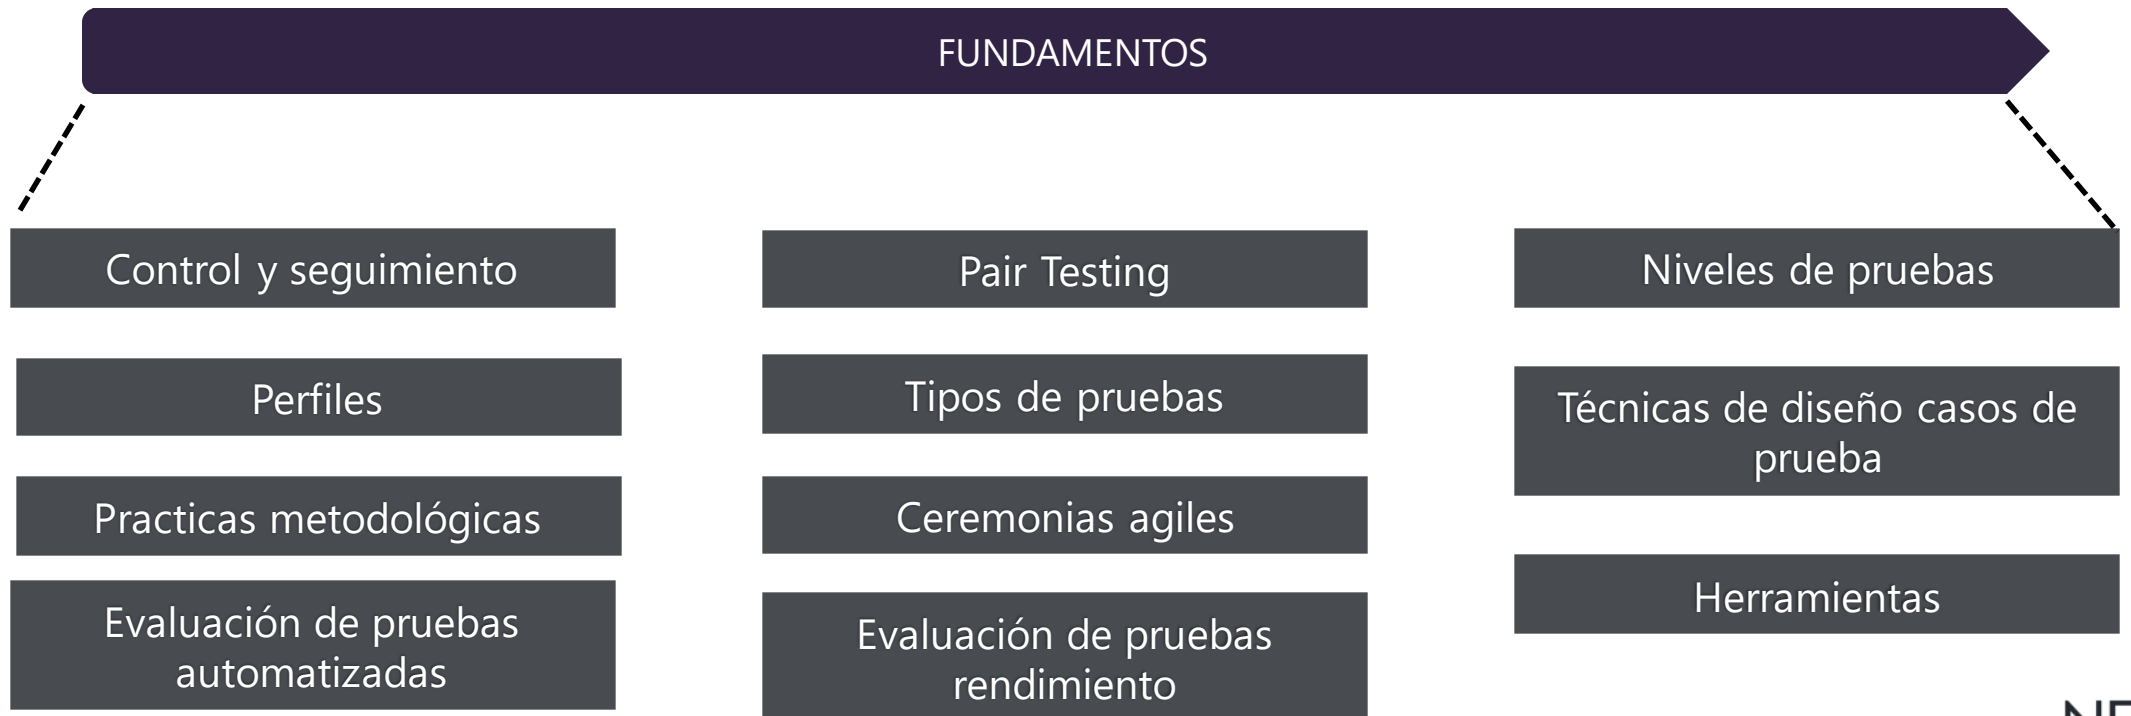 FUNDAMENTOS
Control y seguimiento
Perfiles
Practicas metodológicas
Evaluación de pruebas
automatizadas
Pair Testing
Tipos de pruebas
Ceremonias agiles
Evaluación de pruebas
rendimiento
Niveles de pruebas
Técnicas de diseño casos de
prueba
Herramientas